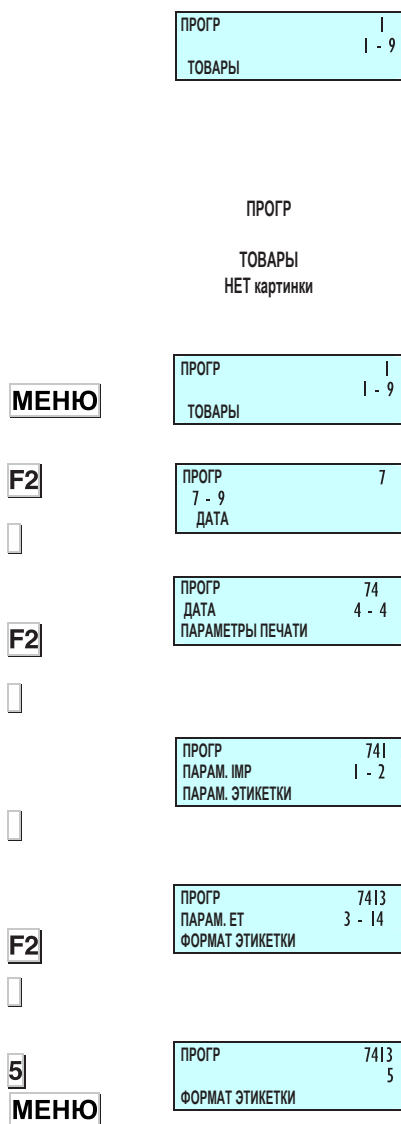 ПРОГР 1
1 - 9
ТОВАРЫ
ПРОГР
ТОВАРЫ
НЕТ картинки
МЕНЮ
ПРОГР 1
1 - 9
ТОВАРЫ
F2
ПРОГР 7
7 - 9
ДАТА
F2
ПРОГР 74
ДАТА 4 - 4
ПАРАМЕТРЫ ПЕЧАТИ
ПРОГР 741
ПАРАМ. IMP 1 - 2
ПАРАМ. ЭТИКЕТКИ
F2
ПРОГР 7413
ПАРАМ. ET 3 - 14
ФОРМАТ ЭТИКЕТКИ
5
МЕНЮ
ПРОГР 7413
5
ФОРМАТ ЭТИКЕТКИ